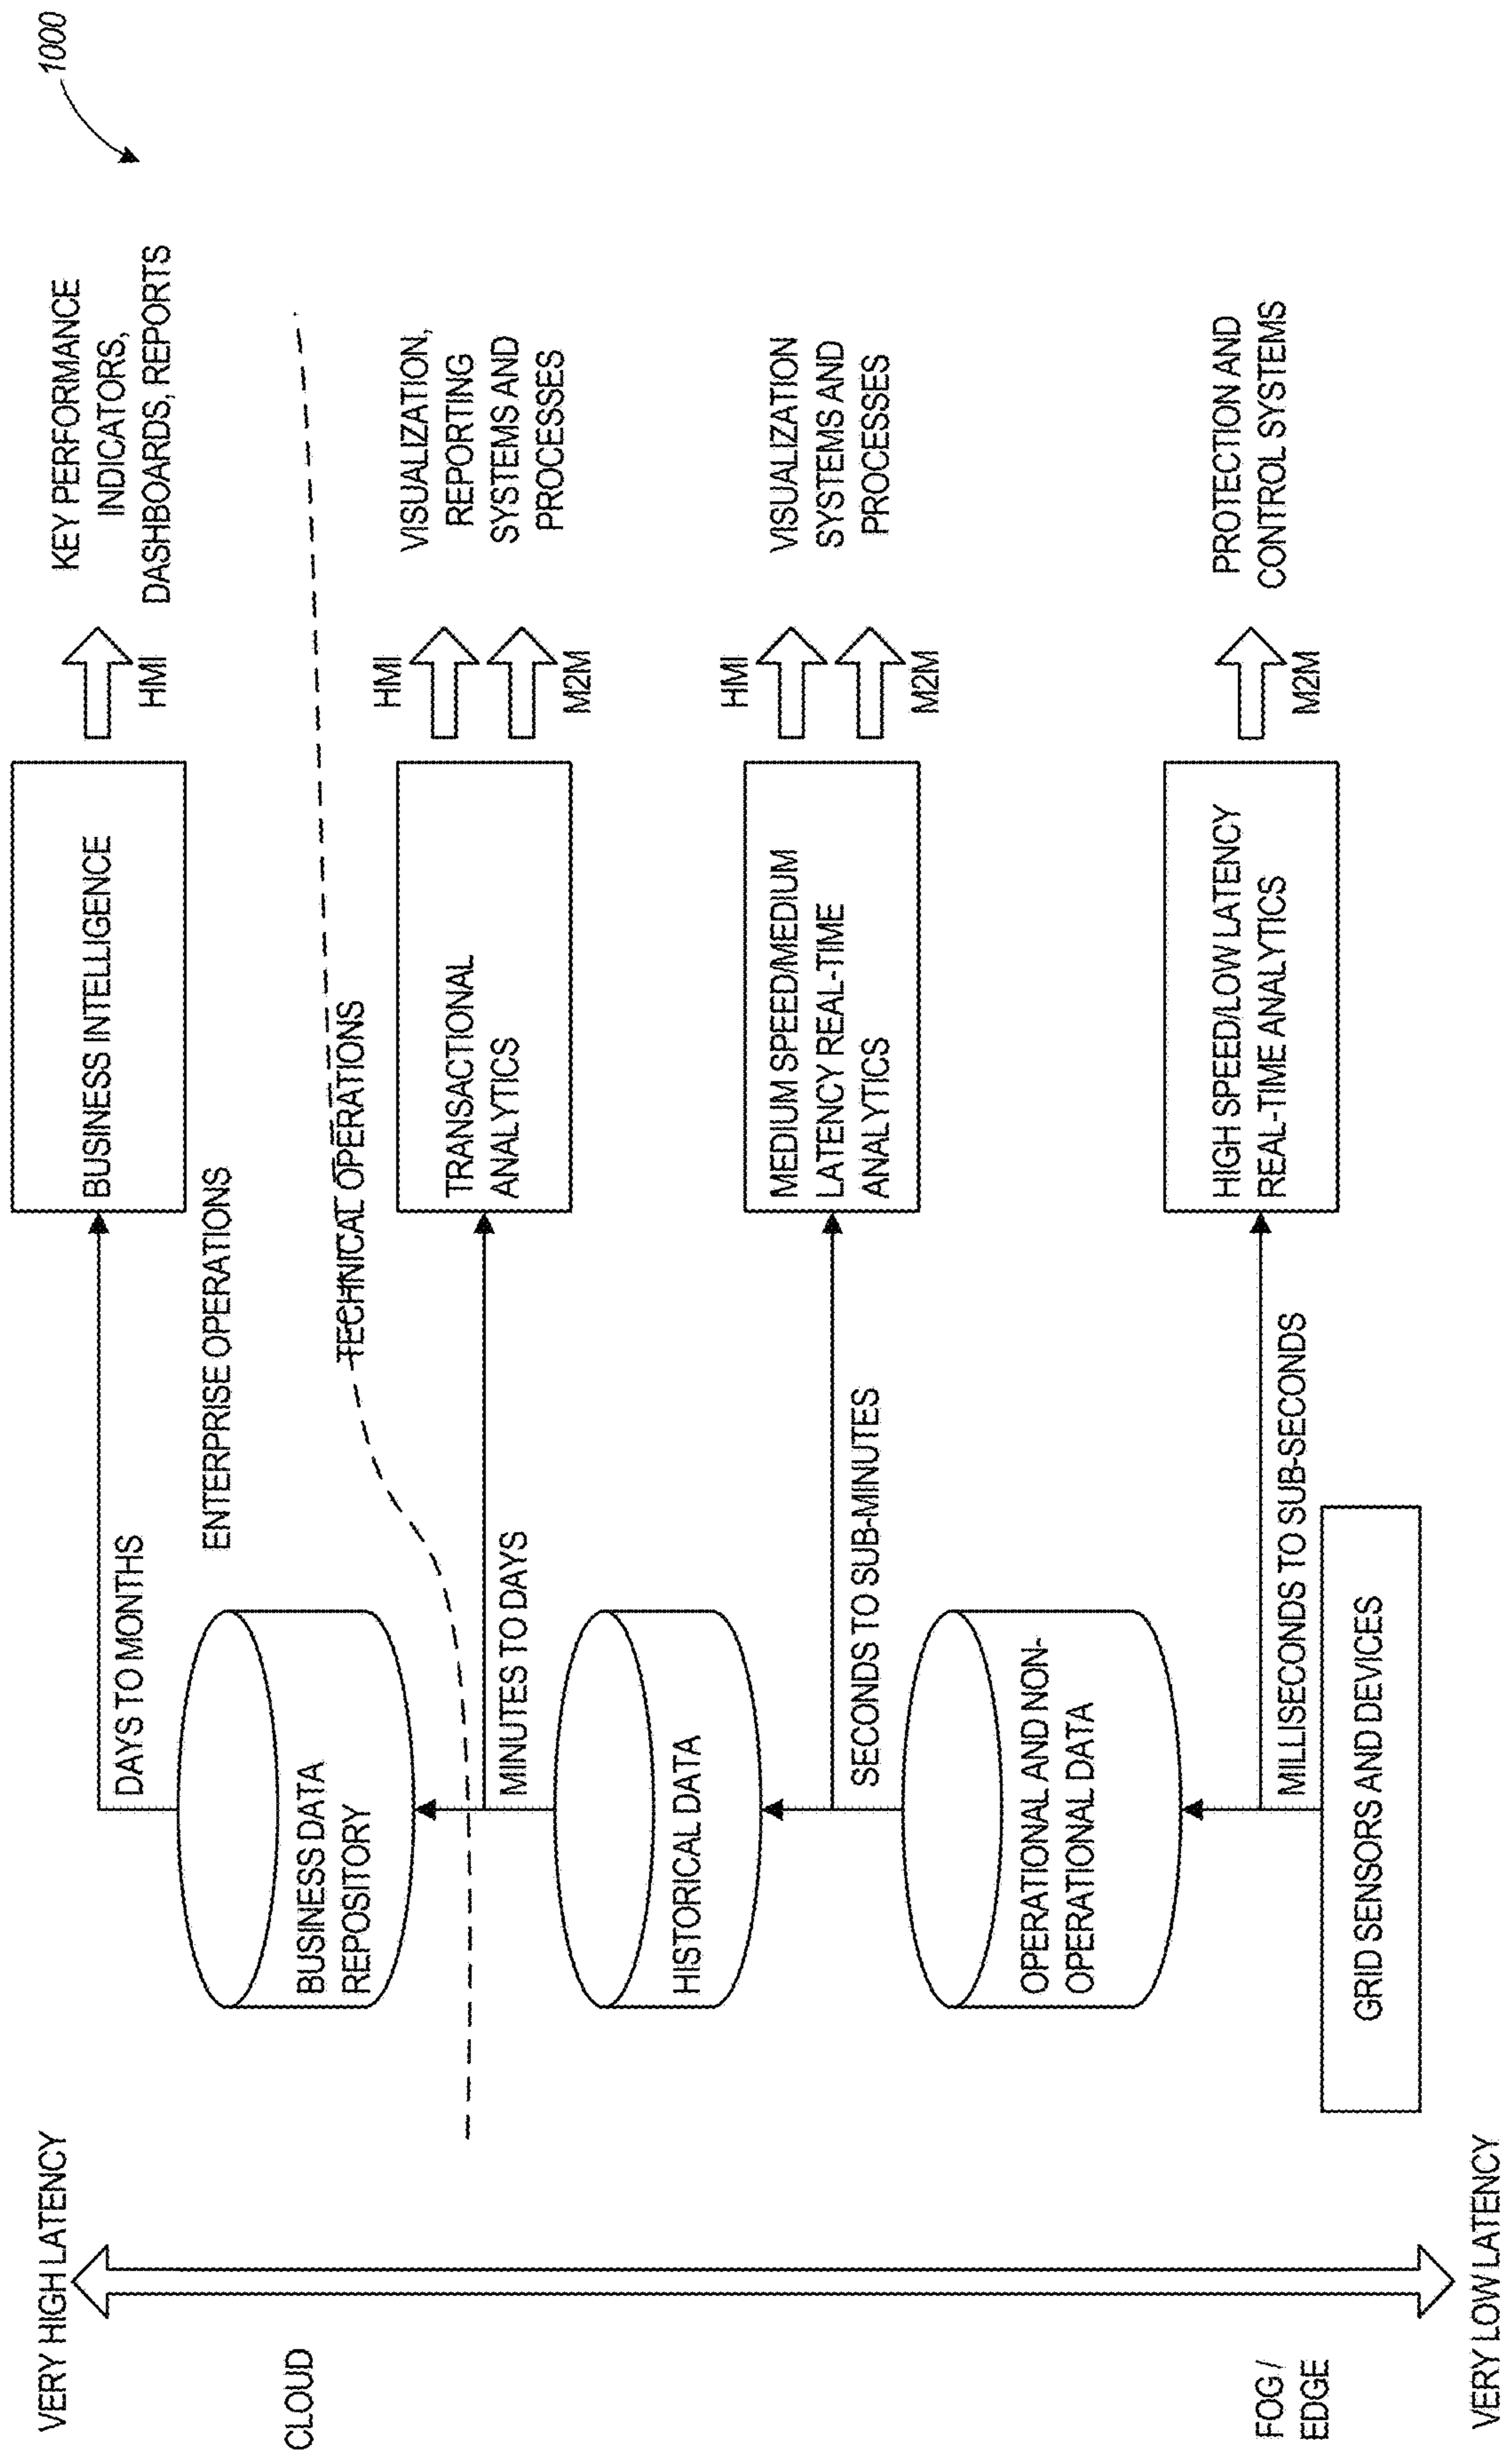 1000
VERY HIGH LATENCY
CLOUD
FOG /
EDGE
VERY LOW LATENCY
DAYS TO MONTHS
BUSINESS DATA
REPOSITORY
ENTERPRISE OPERATIONS
BUSINESS INTELLIGENCE
HMI
KEY PERFORMANCE
INDICATORS,
DASHBOARDS, REPORTS
TECHNICAL OPERATIONS
MINUTES TO DAYS
HISTORICAL DATA
TRANSACTIONAL
ANALYTICS
HMI
M2M
VISUALIZATION,
REPORTING
SYSTEMS AND
PROCESSES
SECONDS TO SUB-MINUTES
OPERATIONAL AND NON-
OPERATIONAL DATA
MEDIUM SPEED/MEDIUM
LATENCY REAL-TIME
ANALYTICS
HMI
M2M
VISUALIZATION
SYSTEMS AND
PROCESSES
MILLISECONDS TO SUB-SECONDS
GRID SENSORS AND DEVICES
HIGH SPEED/LOW LATENCY
REAL-TIME ANALYTICS
M2M
PROTECTION AND
CONTROL SYSTEMS